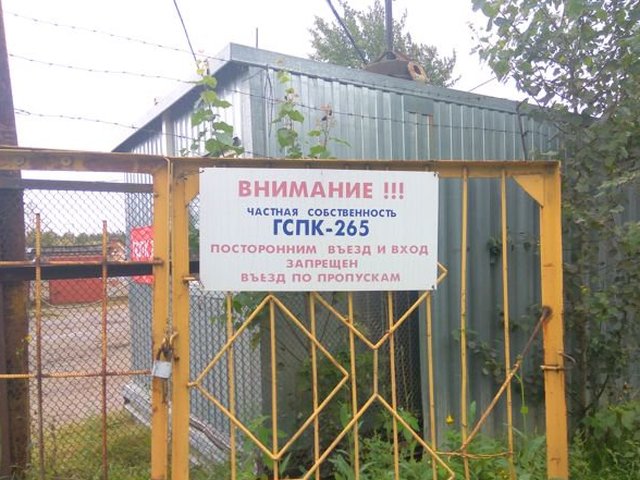 ВНИМАНИЕ !!!
ЧАСТНАЯ СОБСТВЕННОСТЬ
ГСПК-265
ПОСТОРОННИМ ВЪЕЗД И ВХОД
ЗАПРЕЩЕН
ВЪЕЗД ПО ПРОПУСКАМ